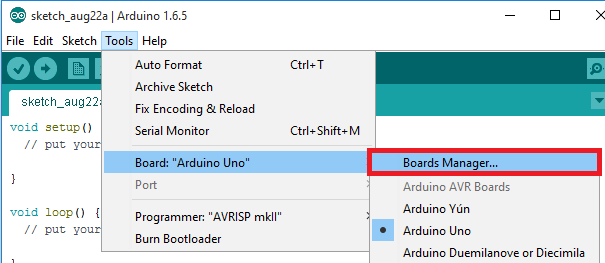 sketch_aug22a | Arduino 1.6.5
File Edit Sketch Tools Help
Auto Format Ctrl+T
Archive Sketch
Fix Encoding & Reload
Serial Monitor Ctrl+Shift+M
Board: "Arduino Uno"
Port
Programmer: "AVRISP mkII"
Burn Bootloader
Boards Manager...
Arduino AVR Boards
Arduino Yún
Arduino Uno
Arduino Duemilanove or Diecimila
sketch_aug22a
void setup()
// put your
}
void loop() {
// put your